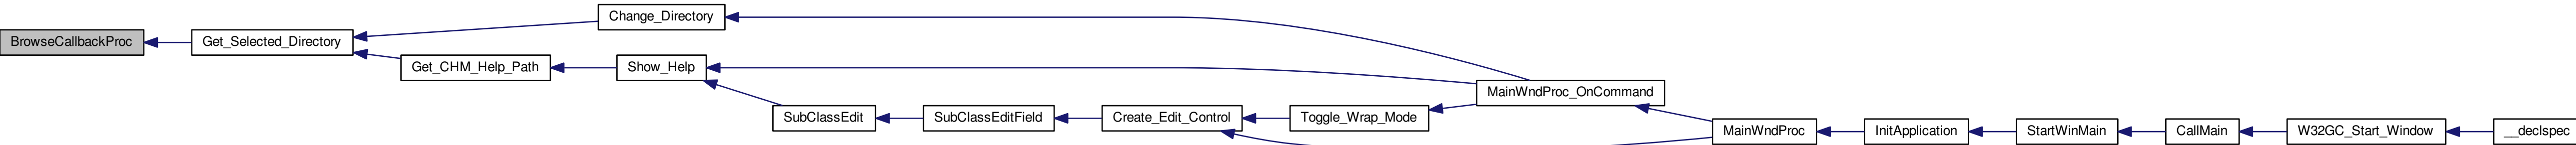 BrowseCallbackProc
Get_Selected_Directory
Change_Directory
Get_CHM_Help_Path
Show_Help
SubClassEdit
SubClassEditField
Create_Edit_Control
Toggle_Wrap_Mode
MainWndProc_OnCommand
MainWndProc
InitApplication
StartWinMain
CallMain
W32GC_Start_Window
__declspec